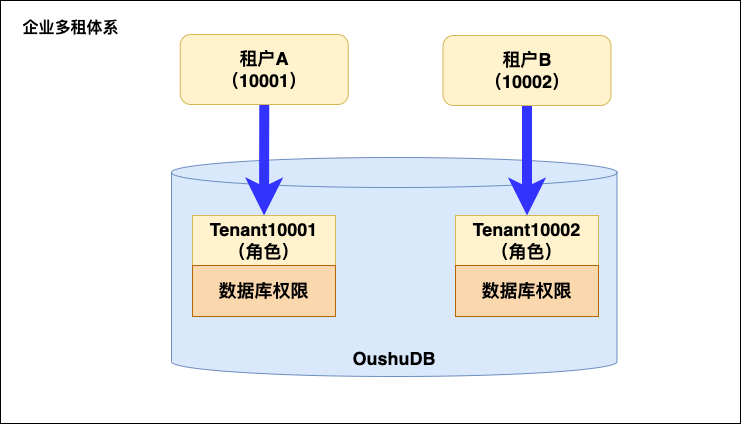 企业多租体系
租户A
（10001）
租户B
（10002）
Tenant10001
（角色）
数据库权限
Tenant10002
（角色）
数据库权限
OushuDB